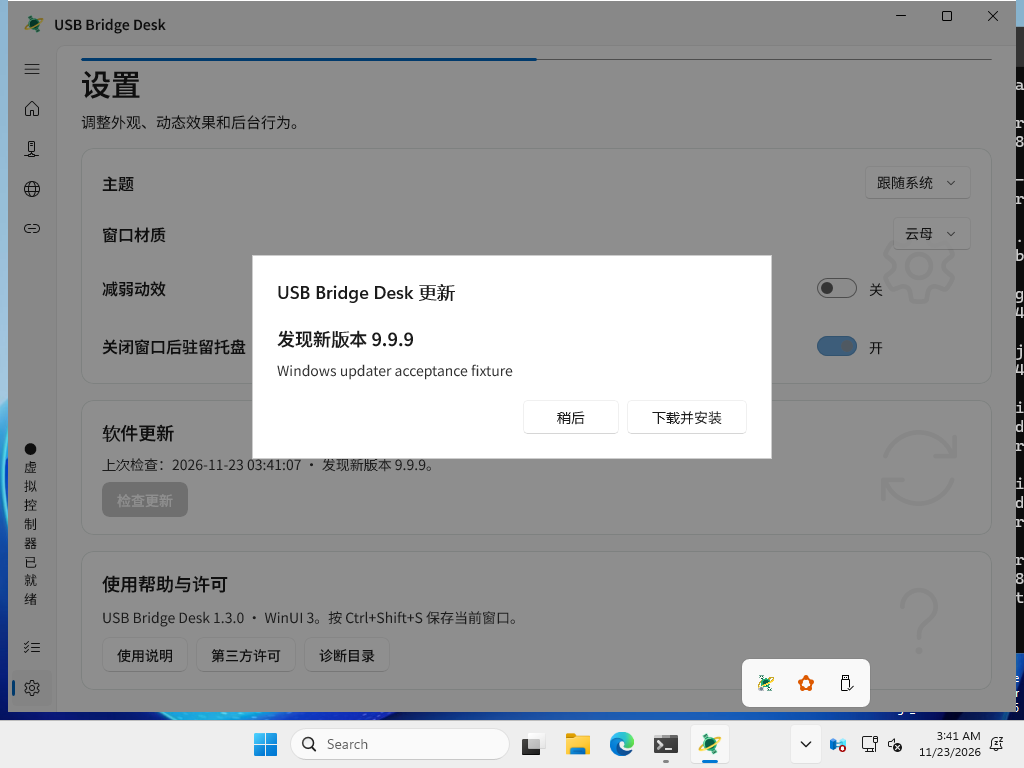 USB Bridge Desk
设置
调整外观、动态效果和后台行为。
主题
跟随系统
窗口材质
云母
减弱动效
关
关闭窗口后驻留托盘
开
USB Bridge Desk 更新
发现新版本 9.9.9
Windows updater acceptance fixture
稍后
下载并安装
软件更新
上次检查：2026-11-23 03:41:07 • 发现新版本 9.9.9。
检查更新
虚拟控制器已就绪
使用帮助与许可
USB Bridge Desk 1.3.0 • WinUI 3。按 Ctrl+Shift+S 保存当前窗口。
使用说明
第三方许可
诊断目录
Search
3:41 AM
11/23/2026